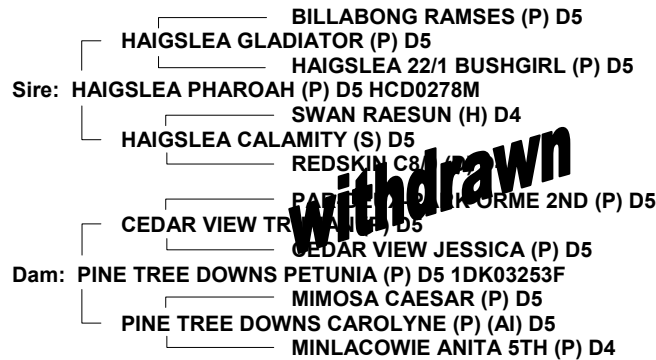 BILLABONG RAMSES (P) D5
HAIGSLEA GLADIATOR (P) D5
HAIGSLEA 22/1 BUSHGIRL (P) D5
Sire: HAIGSLEA PHAROAH (P) D5 HCD0278M
SWAN RAESUN (H) D4
HAIGSLEA CALAMITY (S) D5
REDSKIN
withdrawn
ORME 2ND (P) D5
CEDAR VIEW D5
CEDAR VIEW JESSICA (P) D5
Dam: PINE TREE DOWNS PETUNIA (P) D5 1DK03253F
MIMOSA CAESAR (P) D5
PINE TREE DOWNS CAROLYNE (P) (AI) D5
MINLACOWIE ANITA 5TH (P) D4